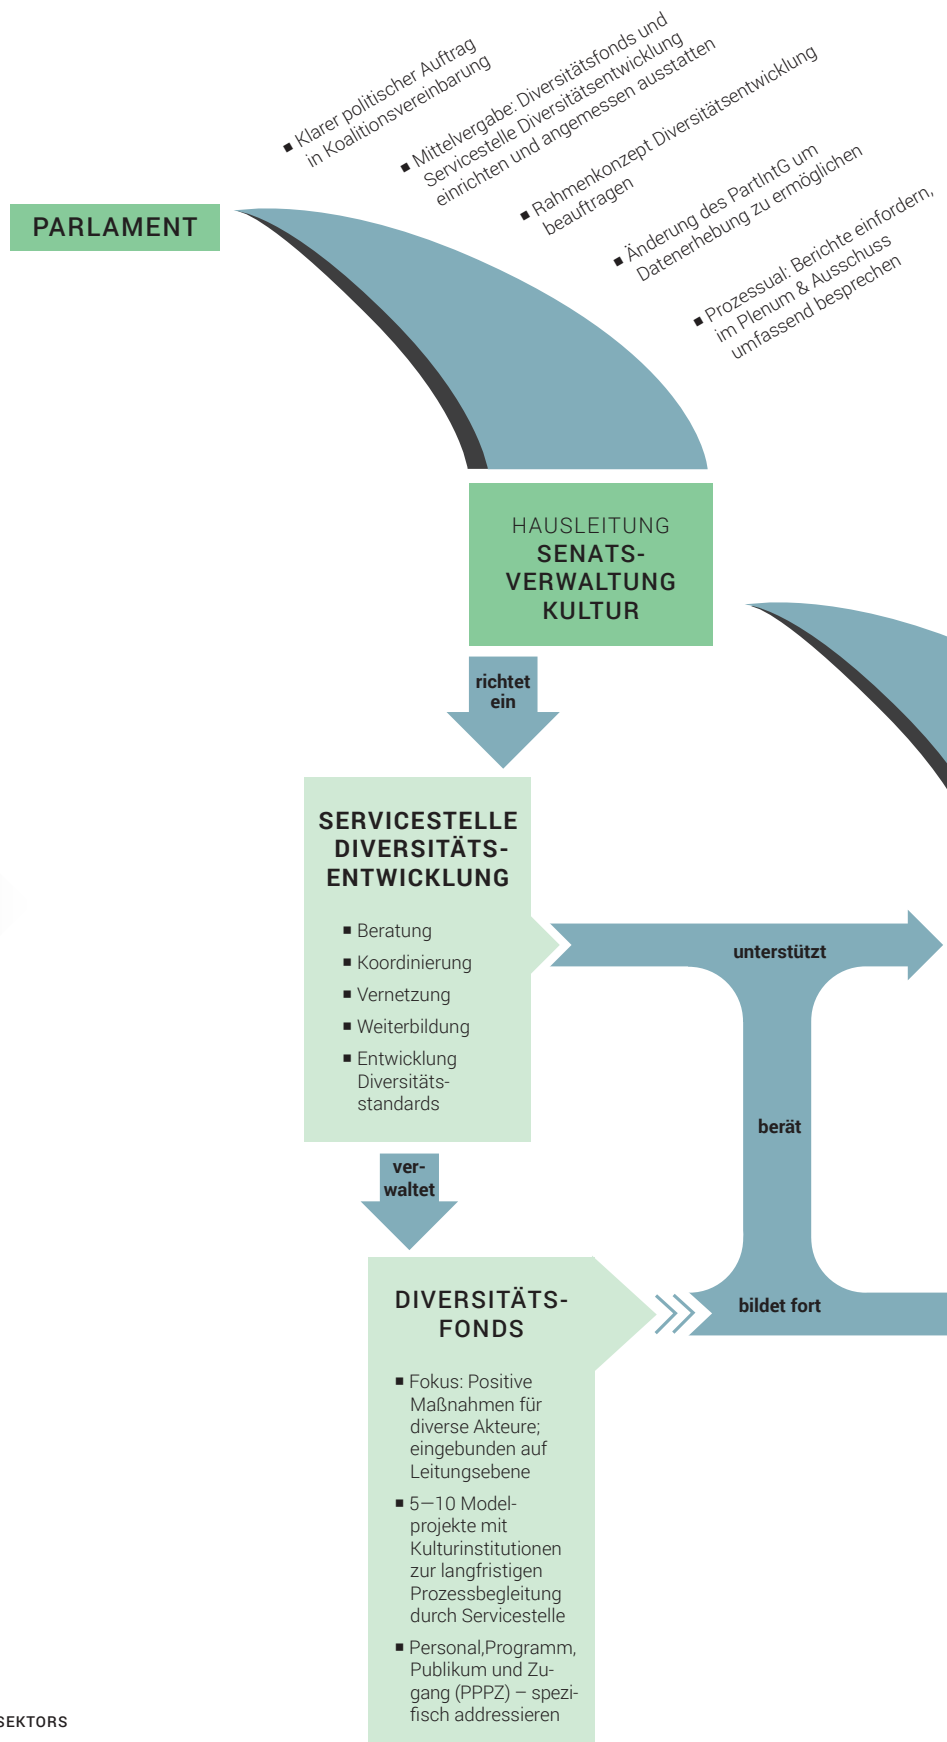 ■ Klarer politischer Auftrag
in Koalitionsvereinbarung
■ Mittelvergabe: Diversitätsfonds und
Servicestelle Diversitätsentwicklung
einrichten und angemessen ausstatten
■ Rahmenkonzept Diversitätsentwicklung
beauftragen
■ Änderung des PartIntG um
Datenerhebung zu ermöglichen
■ Prozessual: Berichte einfordern,
im Plenum & Ausschuss
umfassend besprechen
PARLAMENT
HAUSLEITUNG
SENATS-
VERWALTUNG
KULTUR
richtet
ein
SERVICESTELLE
DIVERSITÄTS-
ENTWICKLUNG
■ Beratung
■ Koordinierung
■ Vernetzung
■ Weiterbildung
■ Entwicklung
Diversitäts-
standards
unterstützt
berät
bildet fort
ver-
waltet
DIVERSITÄTS-
FONDS
■ Fokus: Positive
Maßnahmen für
diverse Akteure;
eingebunden auf
Leitungsebene
■ 5—10 Model-
projekte mit
Kulturinstitutionen
zur langfristigen
Prozessbegleitung
durch Servicestelle
■ Personal,Programm,
Publikum und Zu-
gang (PPPZ) – spezi-
fisch addressieren
SEKTORS